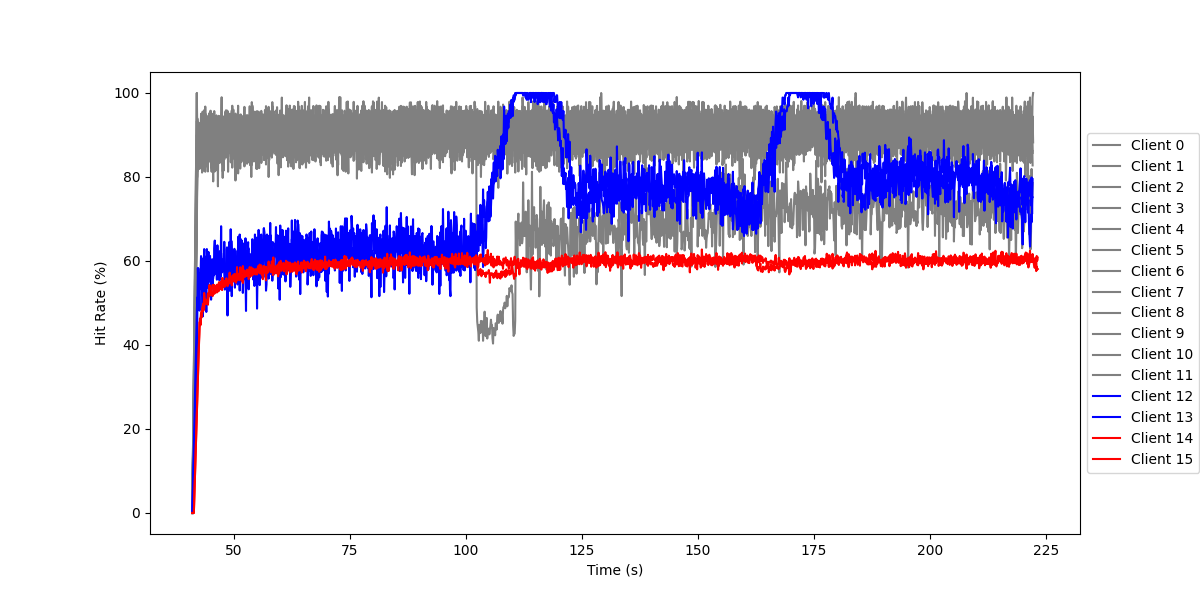 100
80
60
40
20
0
Hit Rate (%)
50
75
100
125
150
175
200
225
Time (s)
Client 0
Client 1
Client 2
Client 3
Client 4
Client 5
Client 6
Client 7
Client 8
Client 9
Client 10
Client 11
Client 12
Client 13
Client 14
Client 15